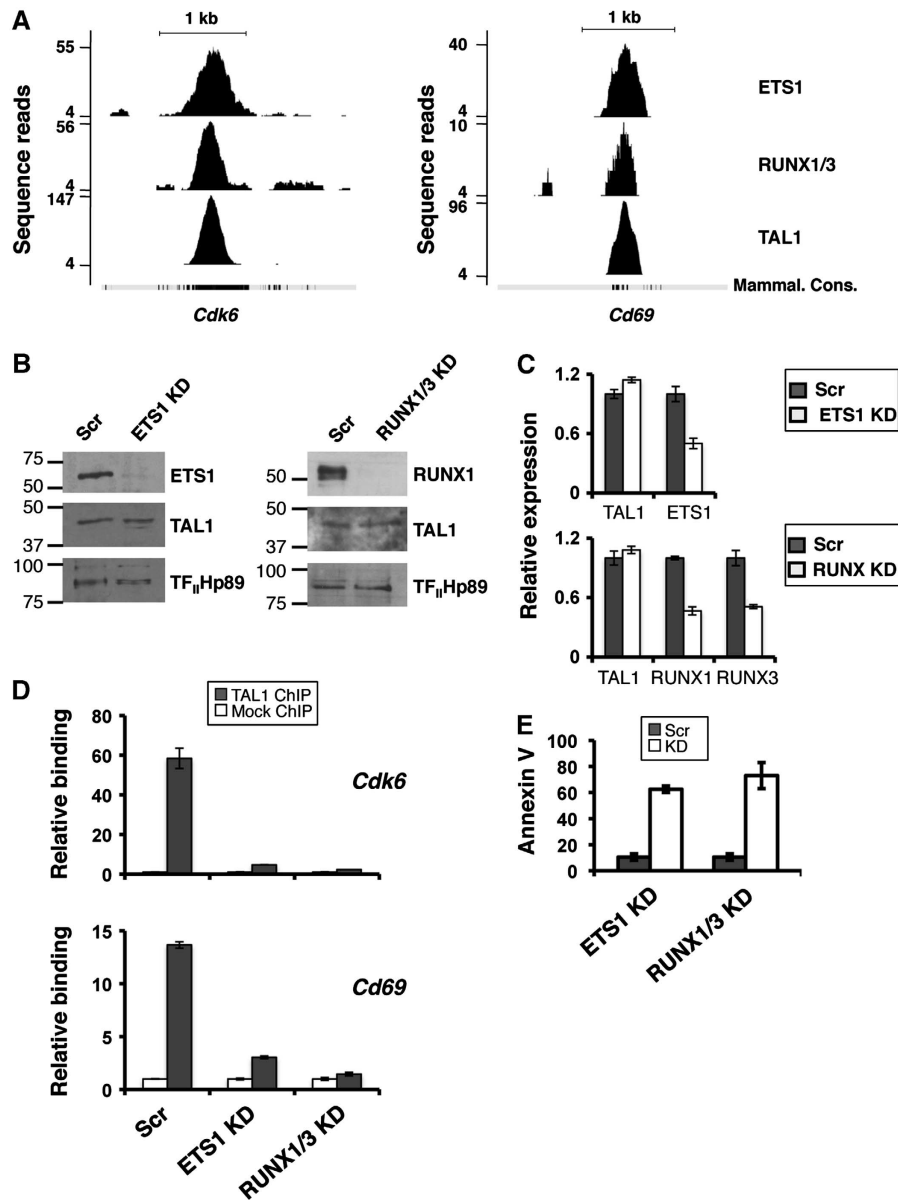 A
1 kb
1 kb
Sequence reads
55
4
56
4
147
4
Cdk6
Sequence reads
40
4
10
4
96
4
Cd69
ETS1
RUNX1/3
TAL1
Mammal. Cons.
B
Scr
ETS1 KD
75
50
ETS1
50
37
TAL1
100
75
TFIIHp89
Scr
RUNX1/3 KD
50
RUNX1
50
37
TAL1
100
75
TFIIHp89
C
Relative expression
1.2
0.6
0
TAL1 ETS1
Scr
ETS1 KD
1.2
0.6
0
TAL1 RUNX1 RUNX3
Scr
RUNX KD
D
TAL1 ChIP
Mock ChIP
Relative binding
80
60
40
20
0
Cdk6
Relative binding
15
10
5
0
Cd69
Scr
ETS1 KD
RUNX1/3 KD
E
Scr
KD
Annexin V
100
80
60
40
20
0
ETS1 KD
RUNX1/3 KD